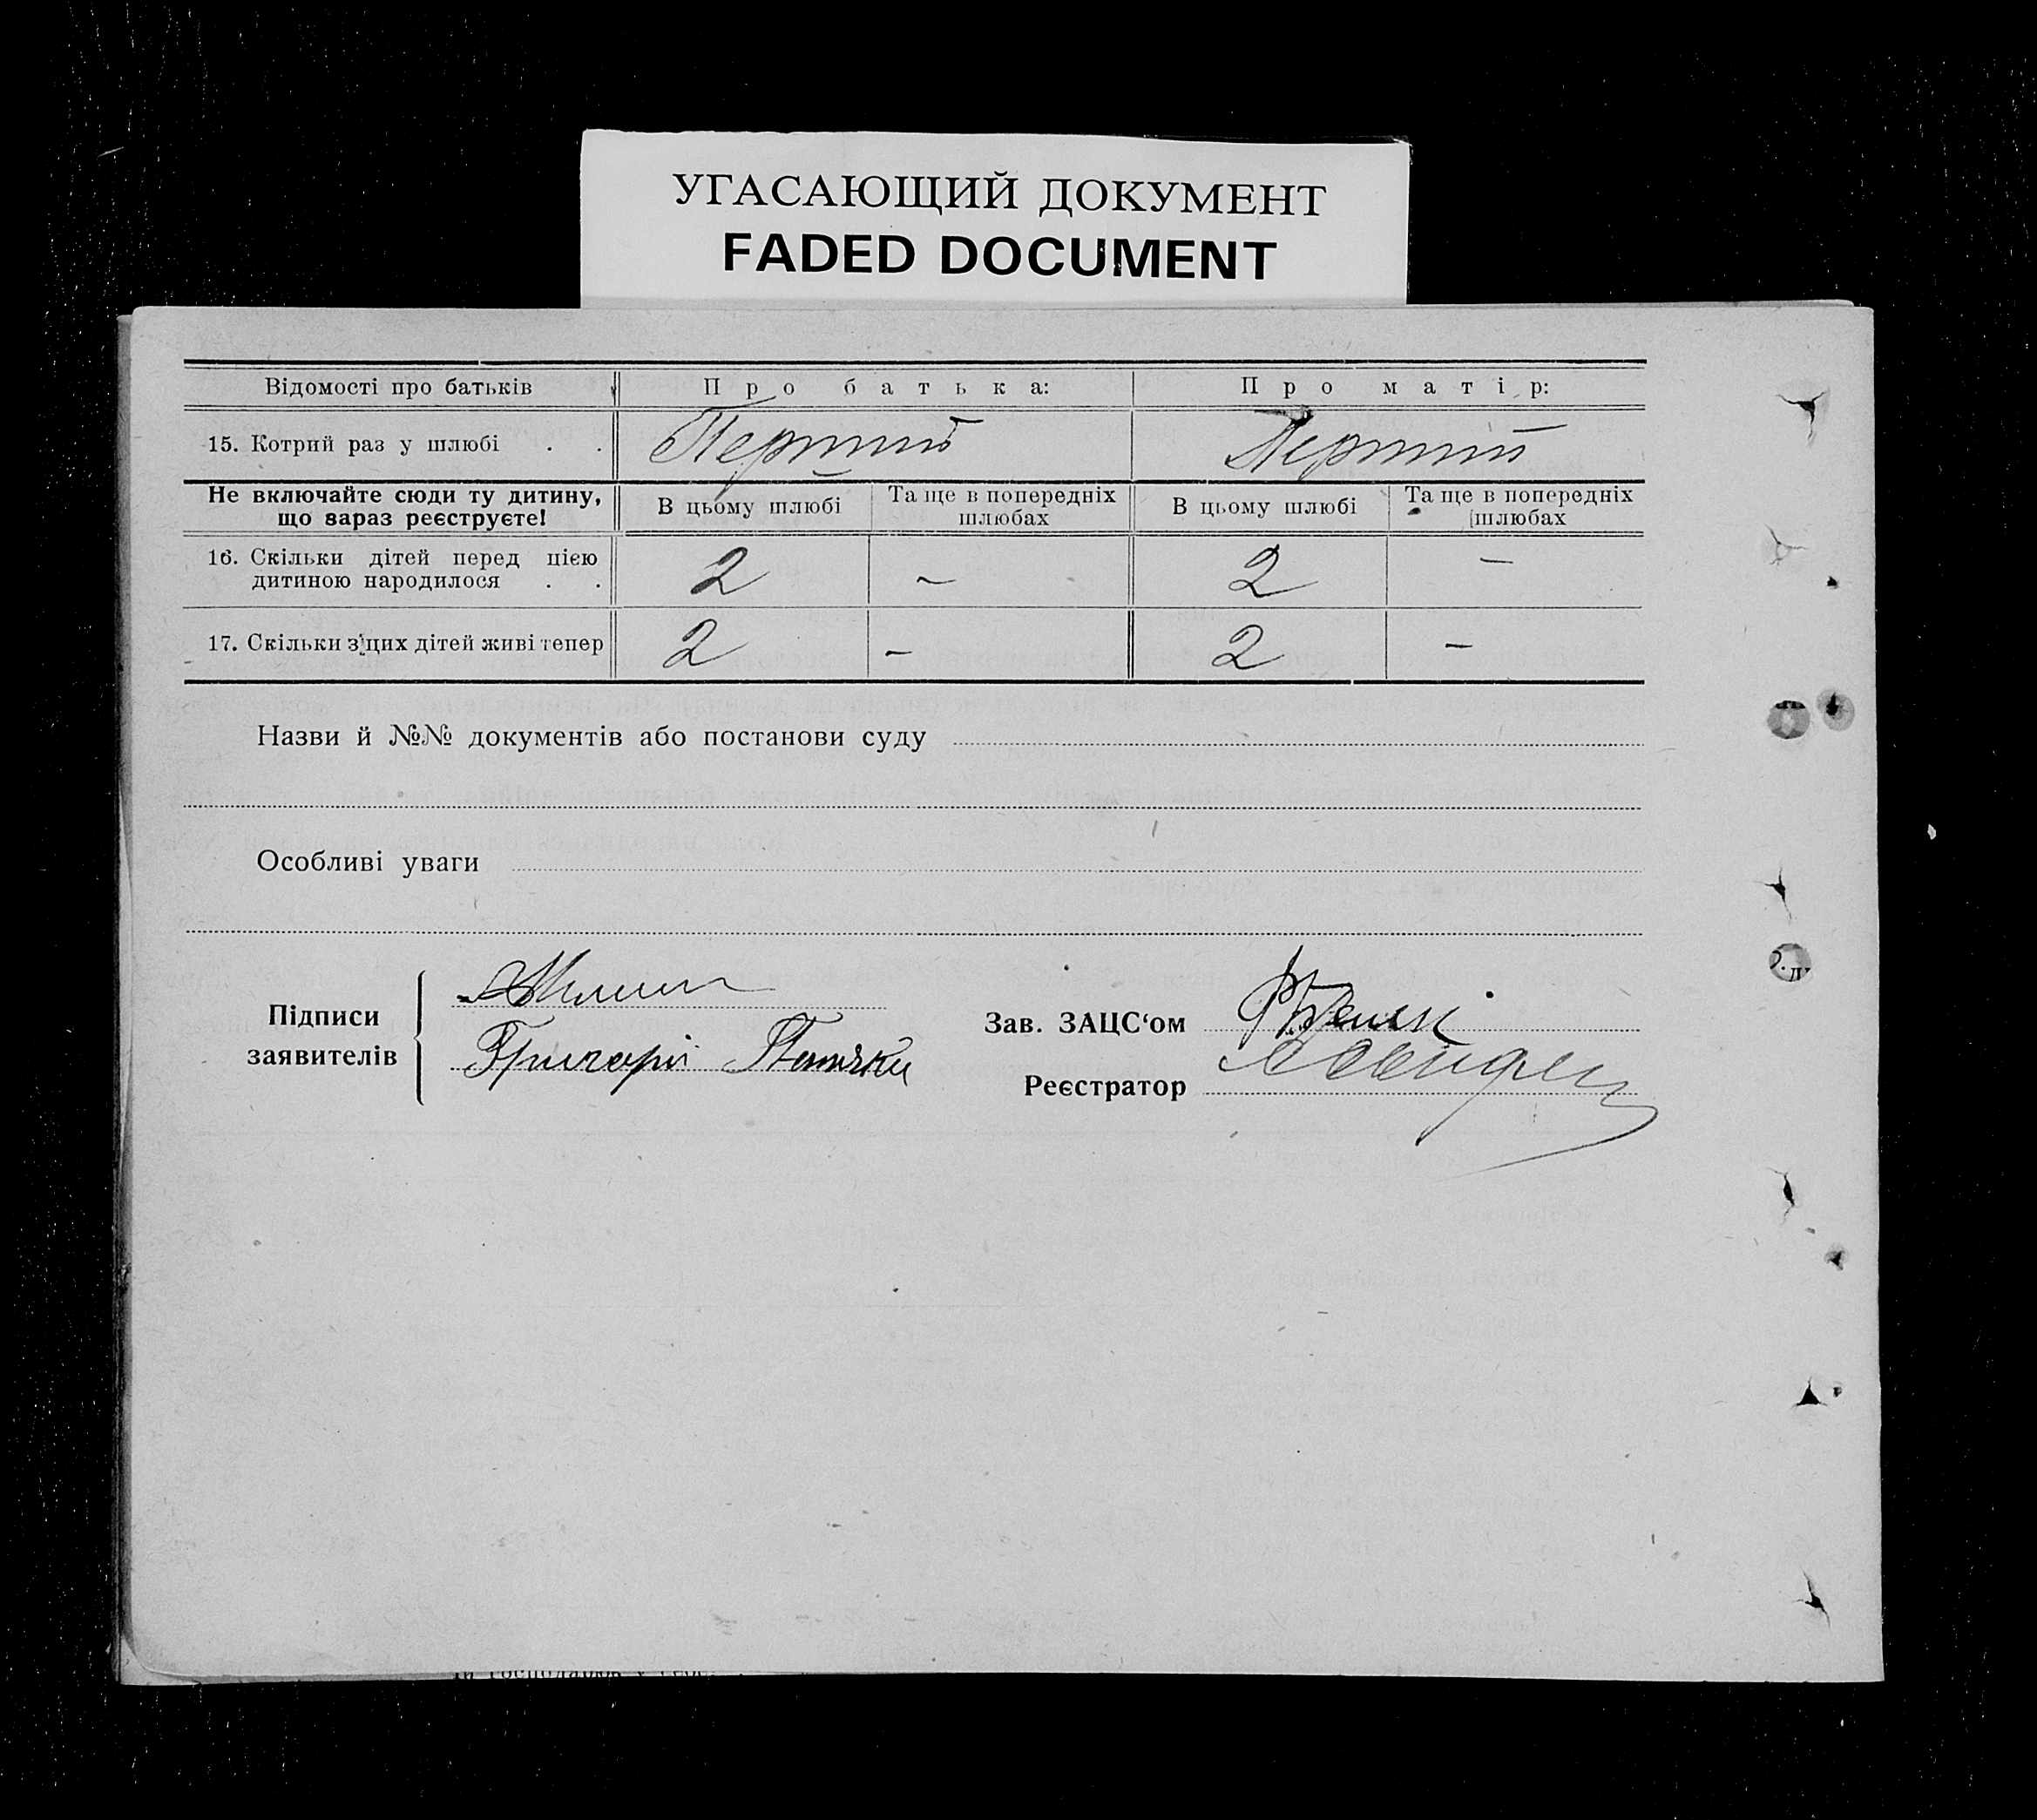 УГАСАЮЩИЙ ДОКУМЕНТ
FADED DOCUMENT
Відомості про батьків Про батька: Про матір:
15. Котрий раз у шлюбі . . Перший Перший
Не включайте сюди ту дитину, що зараз реєструєте! В цьому шлюбі Та ще в попередніх шлюбах В цьому шлюбі Та ще в попередніх шлюбах
16. Скільки дітей перед цією
дитиною народилося . . 2 – 2 –
17. Скільки з цих дітей живі тепер 2 – 2 –
Назви й №№ документів або постанови суду
Особливі уваги
Підписи
заявителів
Григорій
Зав. ЗАЦС‘ом
Реєстратор